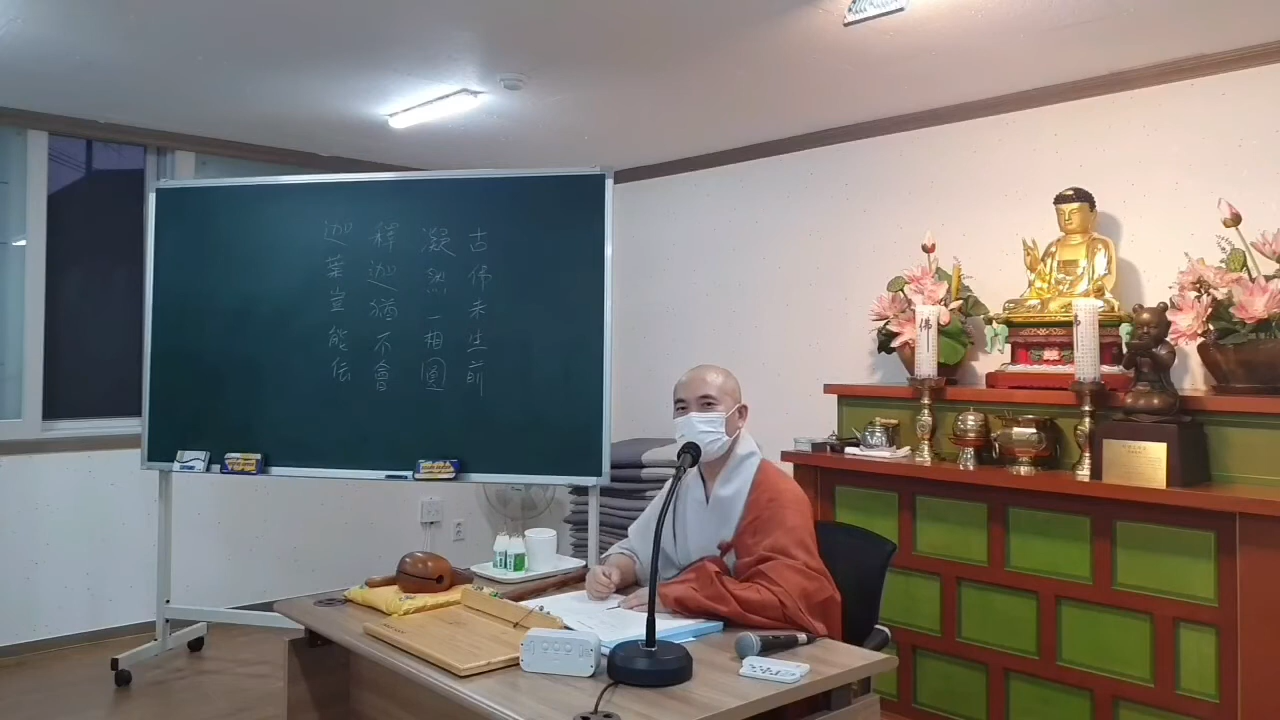 古佛未生前
凝然一相圓
釋迦猶不會
迦葉豈能伝
佛